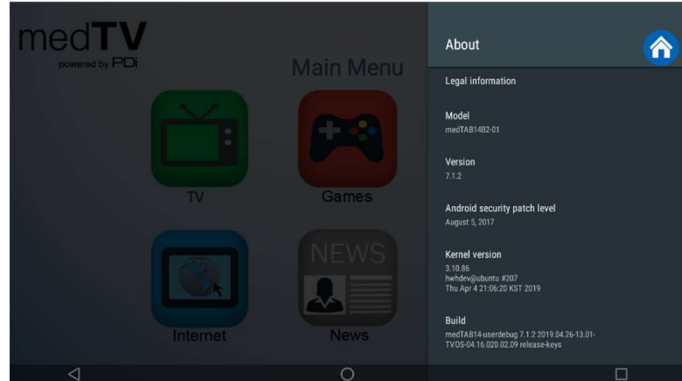 medTV
powered by PDi
Main Menu
TV
Games
NEWS
Internet
News
About
Legal information
Model
medTAB14B2-01
Version
7.1.2
Android security patch level
August 5, 2017
Kernel version
3.10.86
hwhdev@ubuntu #207
Thu Apr 4 21:06:20 KST 2019
Build
medTAB14-userdebug 7.1.2 2019.04.26-13.01-
TVOS-04.16.020.02.09 release-keys